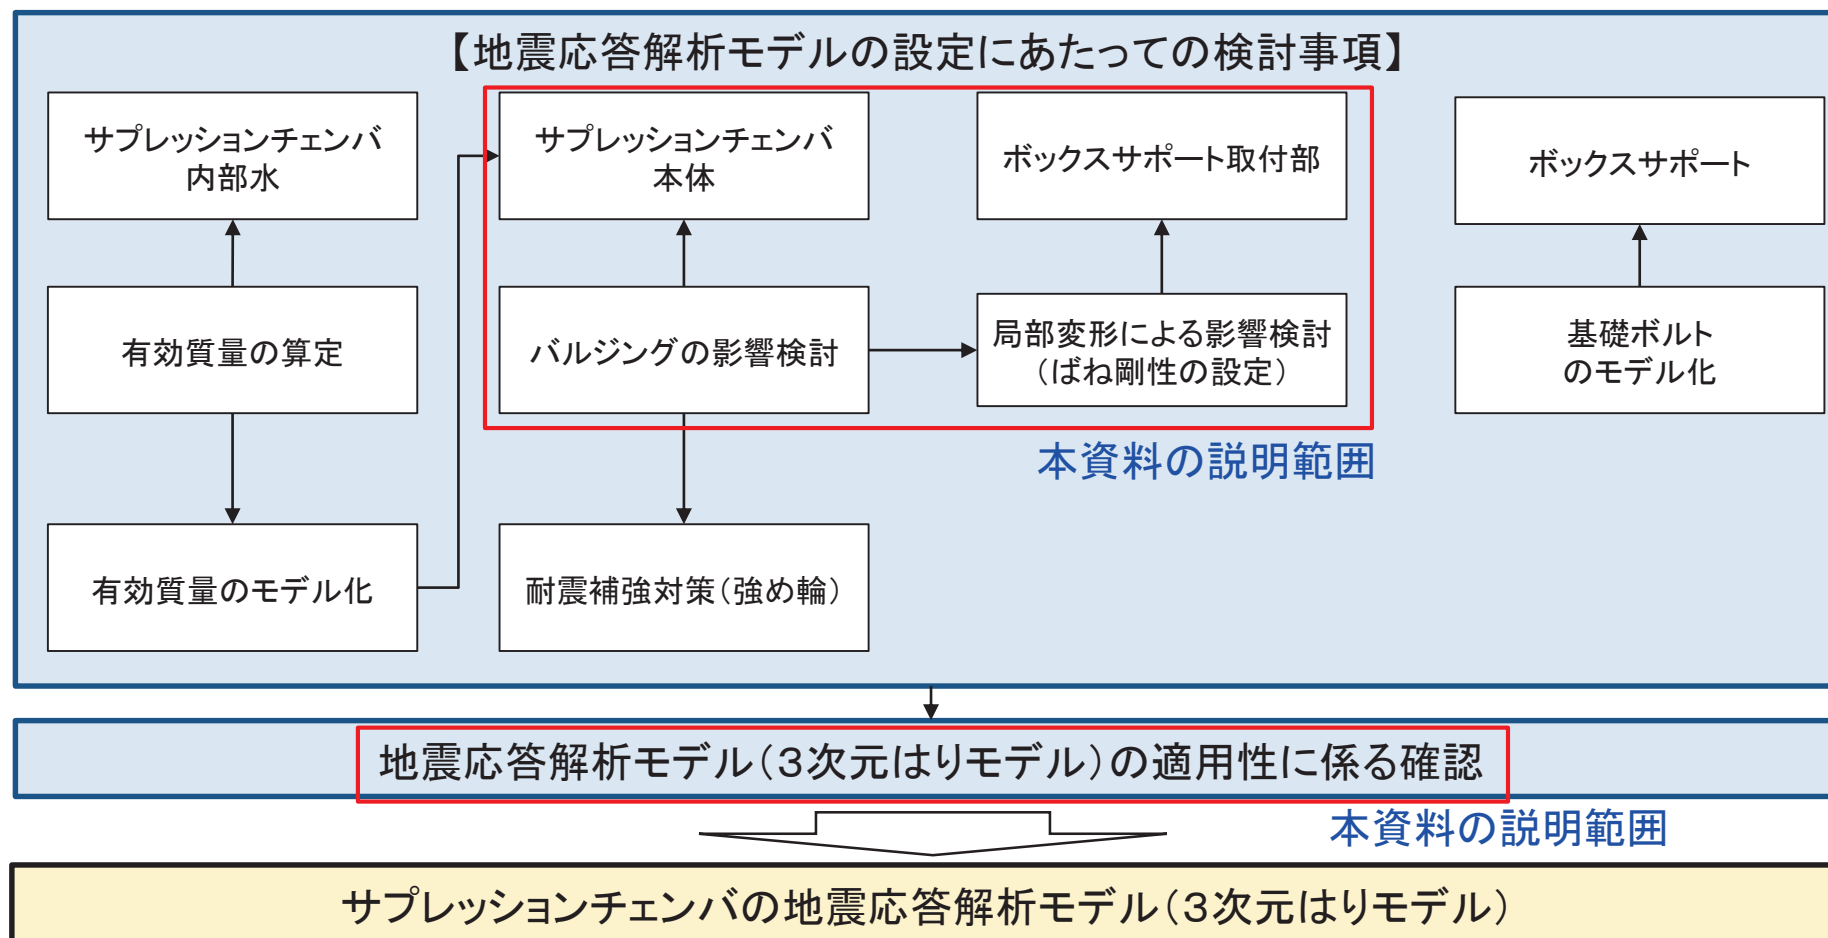 【地震応答解析モデルの設定にあたっての検討事項】
サプレッションチェンバ
内部水
サプレッションチェンバ
本体
ボックスサポート取付部
ボックスサポート
有効質量の算定
バルジングの影響検討
局部変形による影響検討
(ばね剛性の設定)
基礎ボルト
のモデル化
本資料の説明範囲
有効質量のモデル化
耐震補強対策(強め輪)
地震応答解析モデル(3次元はりモデル)の適用性に係る確認
本資料の説明範囲
サプレッションチェンバの地震応答解析モデル(3次元はりモデル)